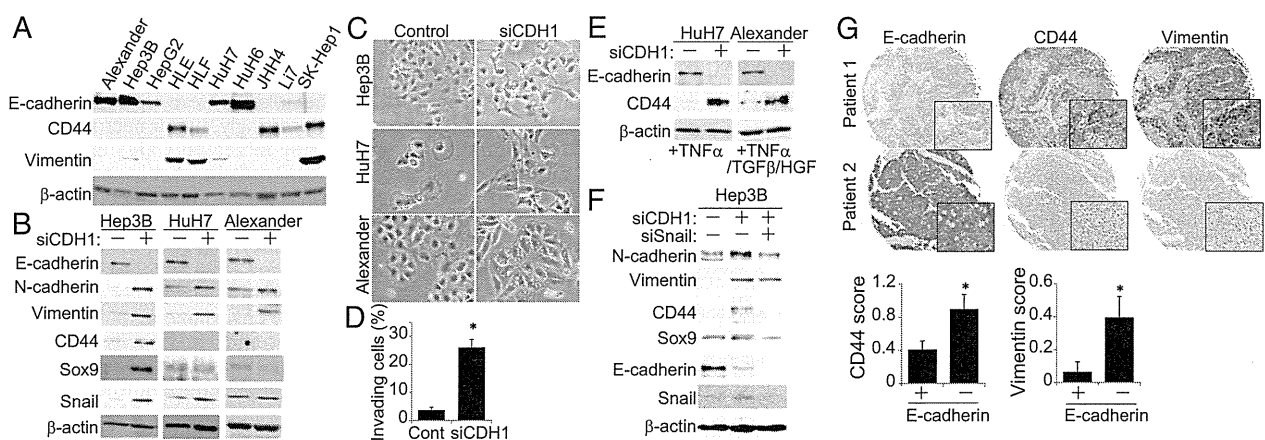 A
Alexander
Hep3B
HepG2
HLE
HLF
HuH7
HuH6
JHH4
Li7
SK-Hep1
E-cadherin
CD44
Vimentin
β-actin
B
Hep3B HuH7 Alexander
siCDH1: − + − + − +
E-cadherin
N-cadherin
Vimentin
CD44
Sox9
Snail
β-actin
C
Control siCDH1
Hep3B
HuH7
Alexander
D
Invading cells (%)
30
20
10
0
*
Cont siCDH1
E
HuH7 Alexander
siCDH1: − + − +
E-cadherin
CD44
β-actin
+TNFα +TNFα
/TGFβ/HGF
F
Hep3B
siCDH1: − + +
siSnail: − − +
N-cadherin
Vimentin
CD44
Sox9
E-cadherin
Snail
β-actin
G
E-cadherin CD44 Vimentin
Patient 1
Patient 2
CD44 score
1.2
0.8
0.4
0
*
+ −
E-cadherin
Vimentin score
0.6
0.4
0.2
0
*
+ −
E-cadherin